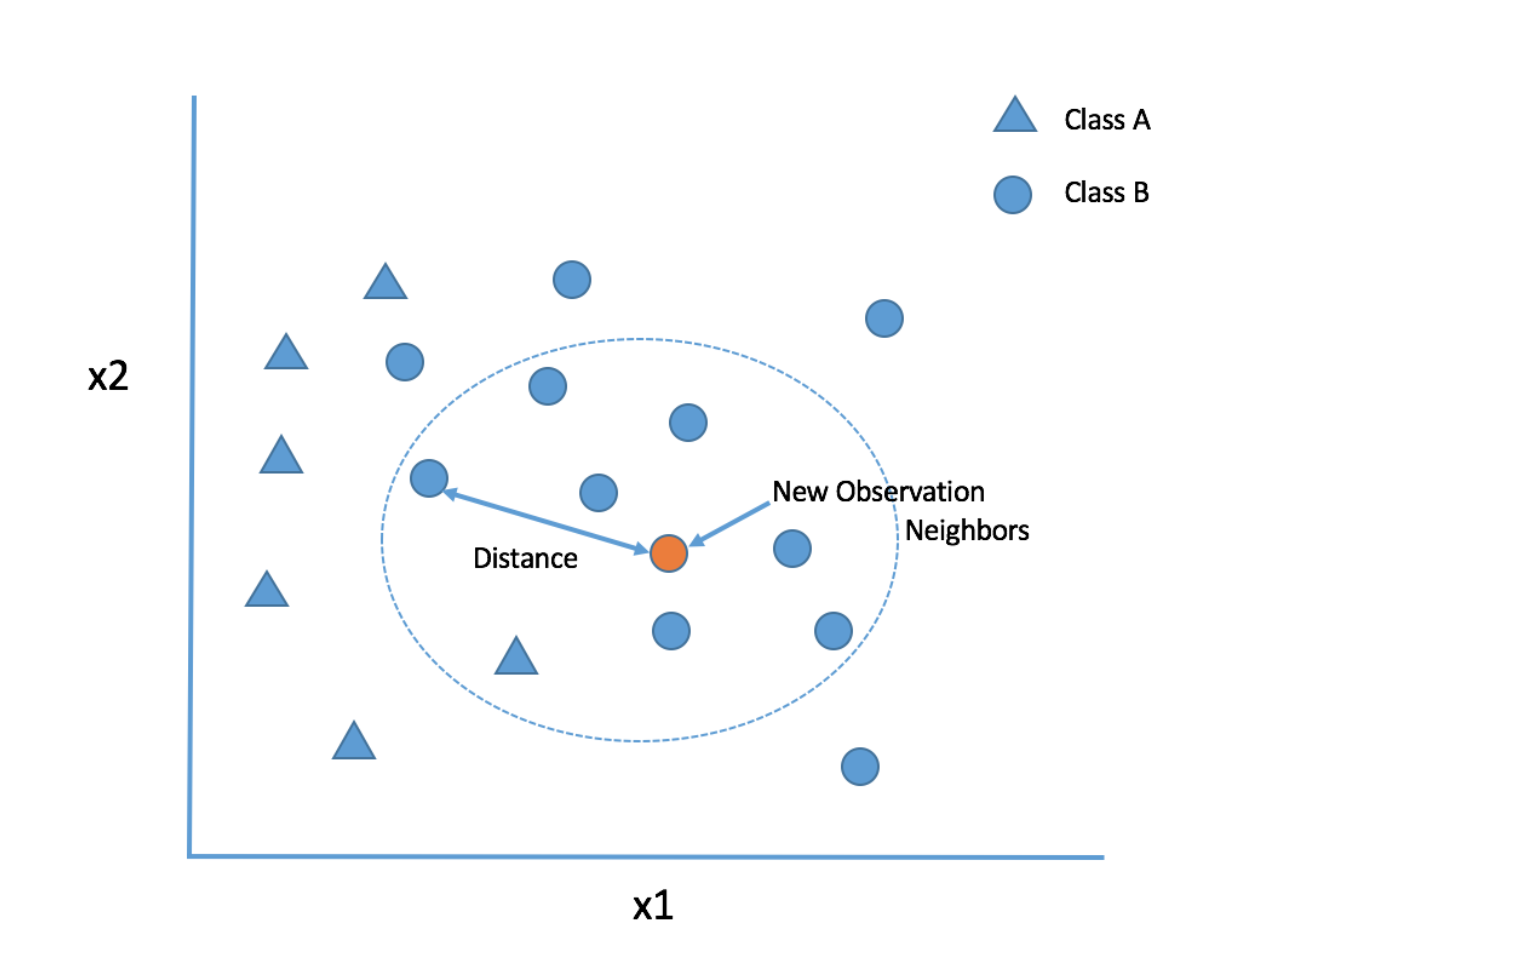 Class A
Class B
x2
New Observation
Neighbors
Distance
x1